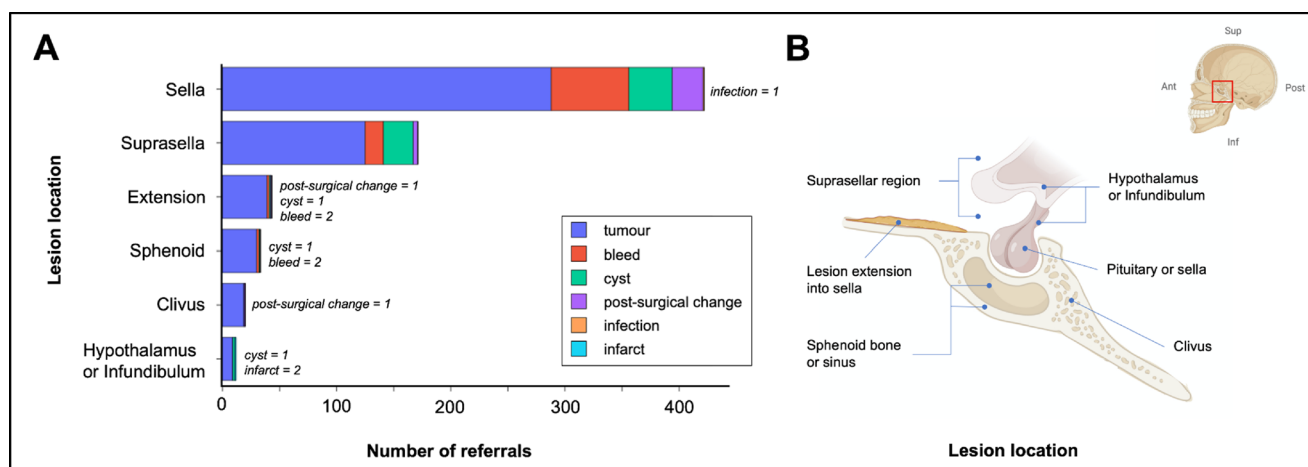 A
Lesion location
Sella
infection = 1
Suprasella
Extension
post-surgical change = 1
cyst = 1
bleed = 2
Sphenoid
cyst = 1
bleed = 2
Clivus
post-surgical change = 1
Hypothalamus
or Infundibulum
cyst = 1
infarct = 2
tumour
bleed
cyst
post-surgical change
infection
infarct
0
100
200
300
400
Number of referrals
B
Sup
Ant
Post
Inf
Suprasellar region
Hypothalamus
or Infundibulum
Lesion extension
into sella
Pituitary or sella
Sphenoid bone
or sinus
Clivus
Lesion location